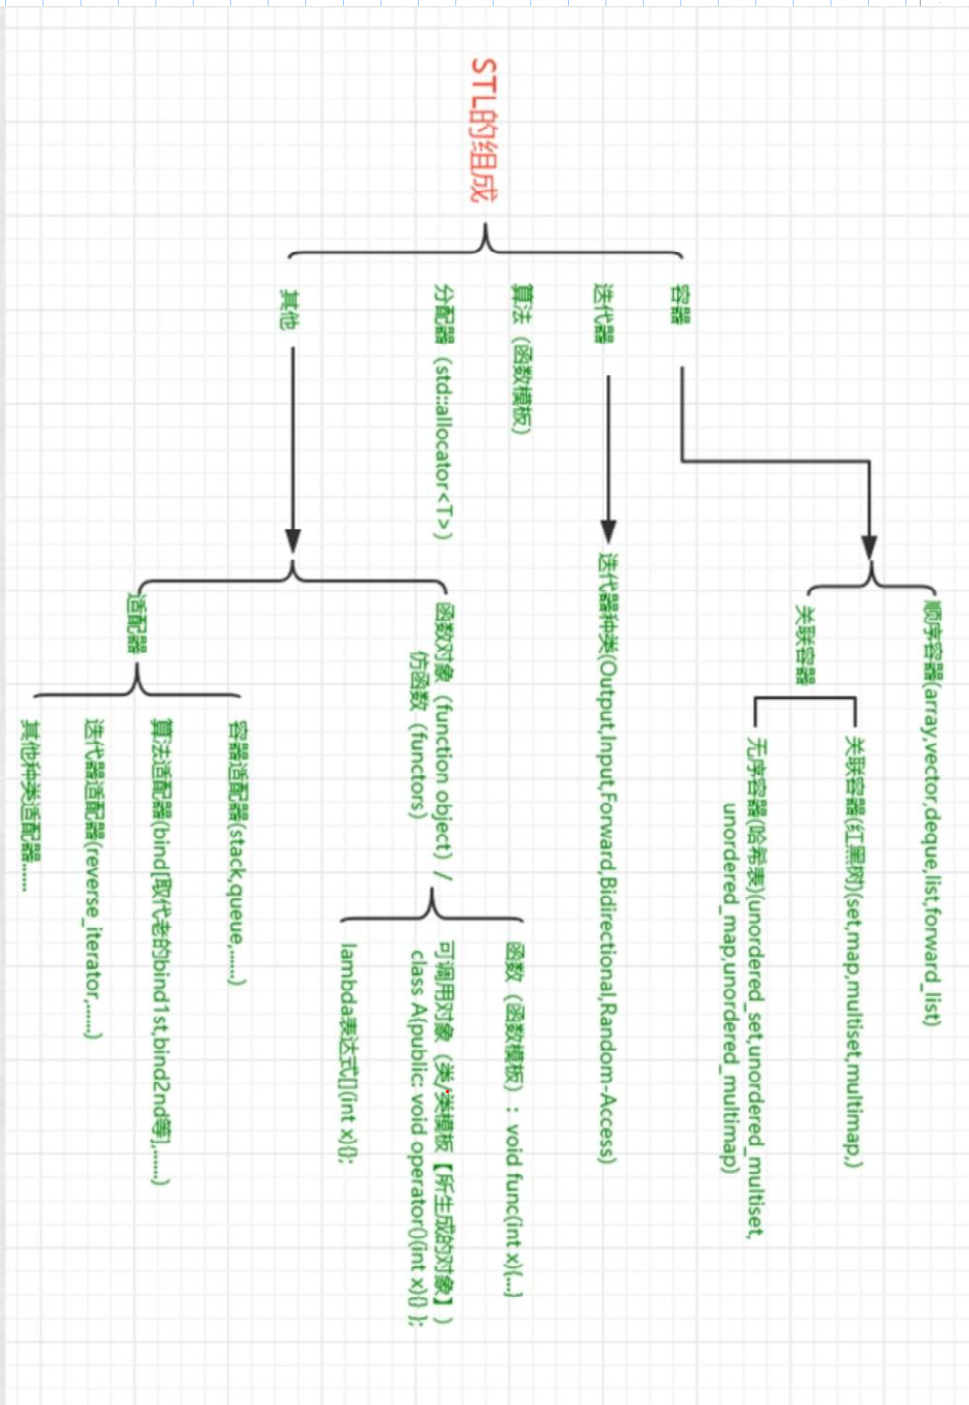 STL的组成
容器
顺序容器(array,vector,deque,list,forward_list)
关联容器
关联容器(红黑树)(set,map,multiset,multimap,)
无序容器(哈希表)(unordered_set,unordered_multiset,
unordered_map,unordered_multimap)
迭代器
迭代器种类(Output,Input,Forward,Bidirectional,Random-Access)
算法（函数模板）
分配器（std::allocator<T>）
其他
函数对象（function object）/
仿函数（functors）
函数（函数模板）: void func(int x){...}
可调用对象（类/类模板【所生成的对象】）
class A{public: void operator()(int x){} };
lambda表达式[](int x){};
适配器
容器适配器(stack,queue,......)
算法适配器(bind[取代老的bind1st,bind2nd等],......)
迭代器适配器(reverse_iterator,......)
其他种类适配器......